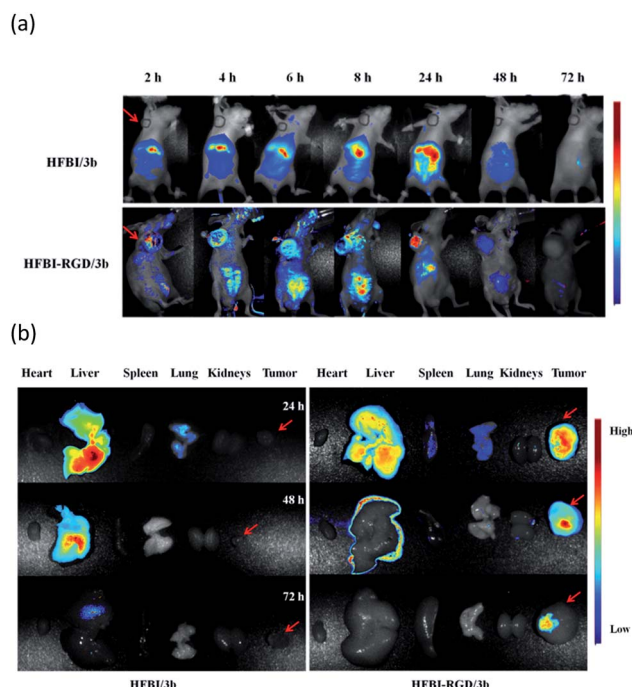 (a)
2 h 4 h 6 h 8 h 24 h 48 h 72 h
HFBI/3b
HFBI-RGD/3b
(b)
Heart Liver Spleen Lung Kidneys Tumor Heart Liver Spleen Lung Kidneys Tumor
24 h
High
48 h
72 h
Low
HFBI/3b HFBI-RGD/3b